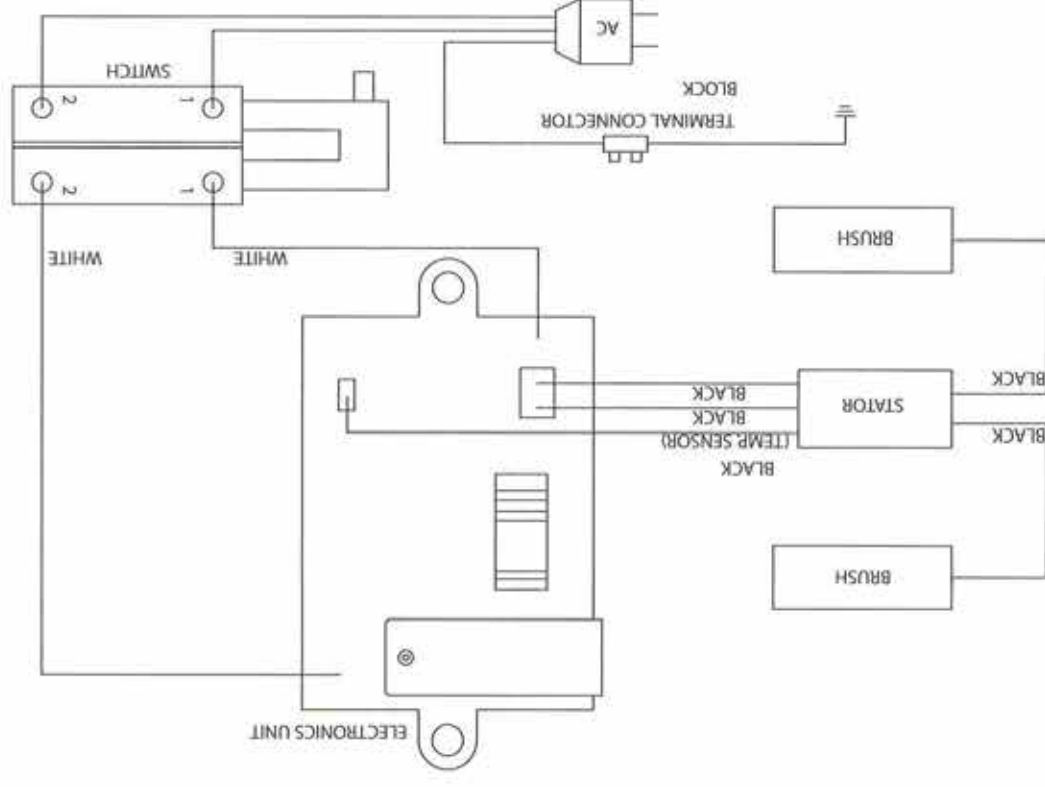 ELECTRONICS UNIT
BRUSH
BLACK
(TEMP. SENSOR)
BLACK
BLACK
STATOR
BLACK
BLACK
BRUSH
WHITE
WHITE
1
2
1
2
SWITCH
TERMINAL CONNECTOR
BLOCK
AC